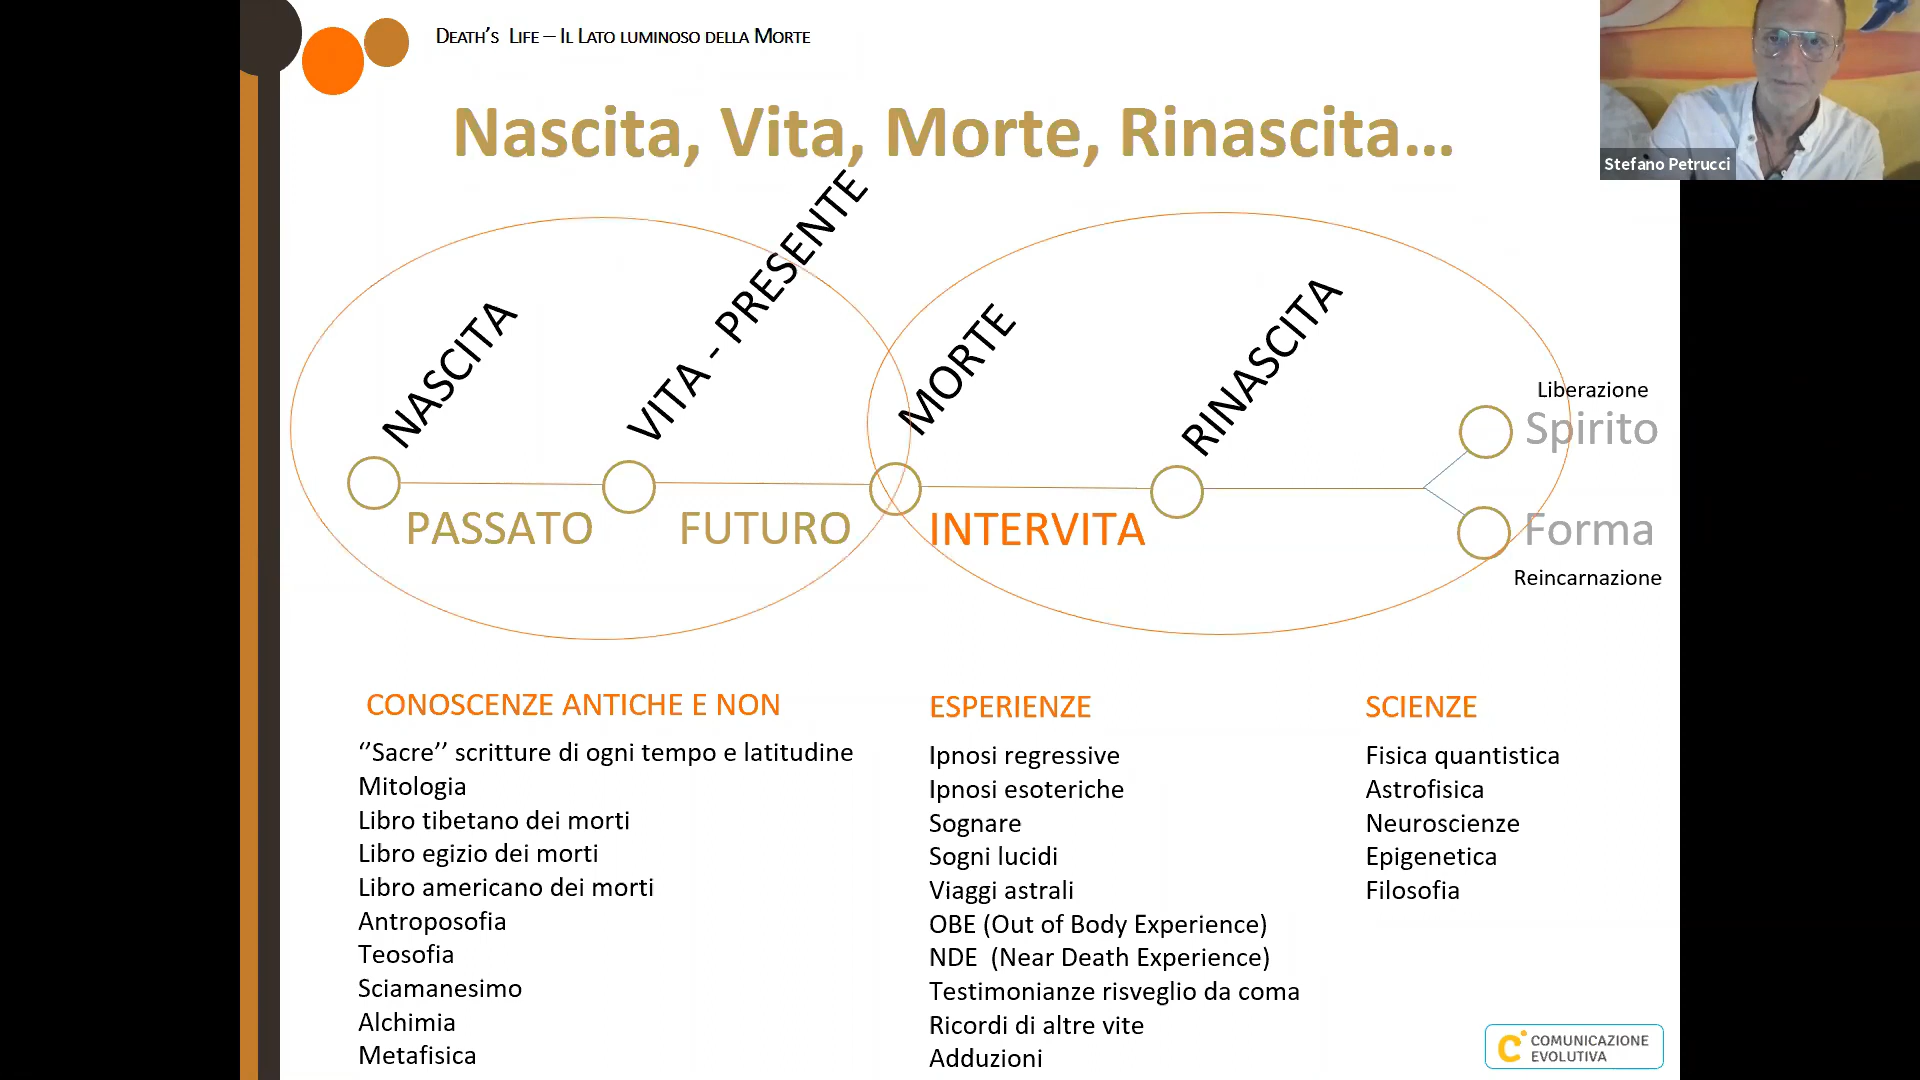 DEATH'S LIFE – IL LATO LUMINOSO DELLA MORTE
Nascita, Vita, Morte, Rinascita...
Stefano Petrucci
NASCITA
VITA - PRESENTE
MORTE
RINASCITA
Liberazione
Spirito
PASSATO
FUTURO
INTERVITA
Forma
Reincarnazione
CONOSCENZE ANTICHE E NON
‘’Sacre’’ scritture di ogni tempo e latitudine
Mitologia
Libro tibetano dei morti
Libro egizio dei morti
Libro americano dei morti
Antroposofia
Teosofia
Sciamanesimo
Alchimia
Metafisica
ESPERIENZE
Ipnosi regressive
Ipnosi esoteriche
Sognare
Sogni lucidi
Viaggi astrali
OBE (Out of Body Experience)
NDE  (Near Death Experience)
Testimonianze risveglio da coma
Ricordi di altre vite
Adduzioni
SCIENZE
Fisica quantistica
Astrofisica
Neuroscienze
Epigenetica
Filosofia
COMUNICAZIONE
EVOLUTIVA